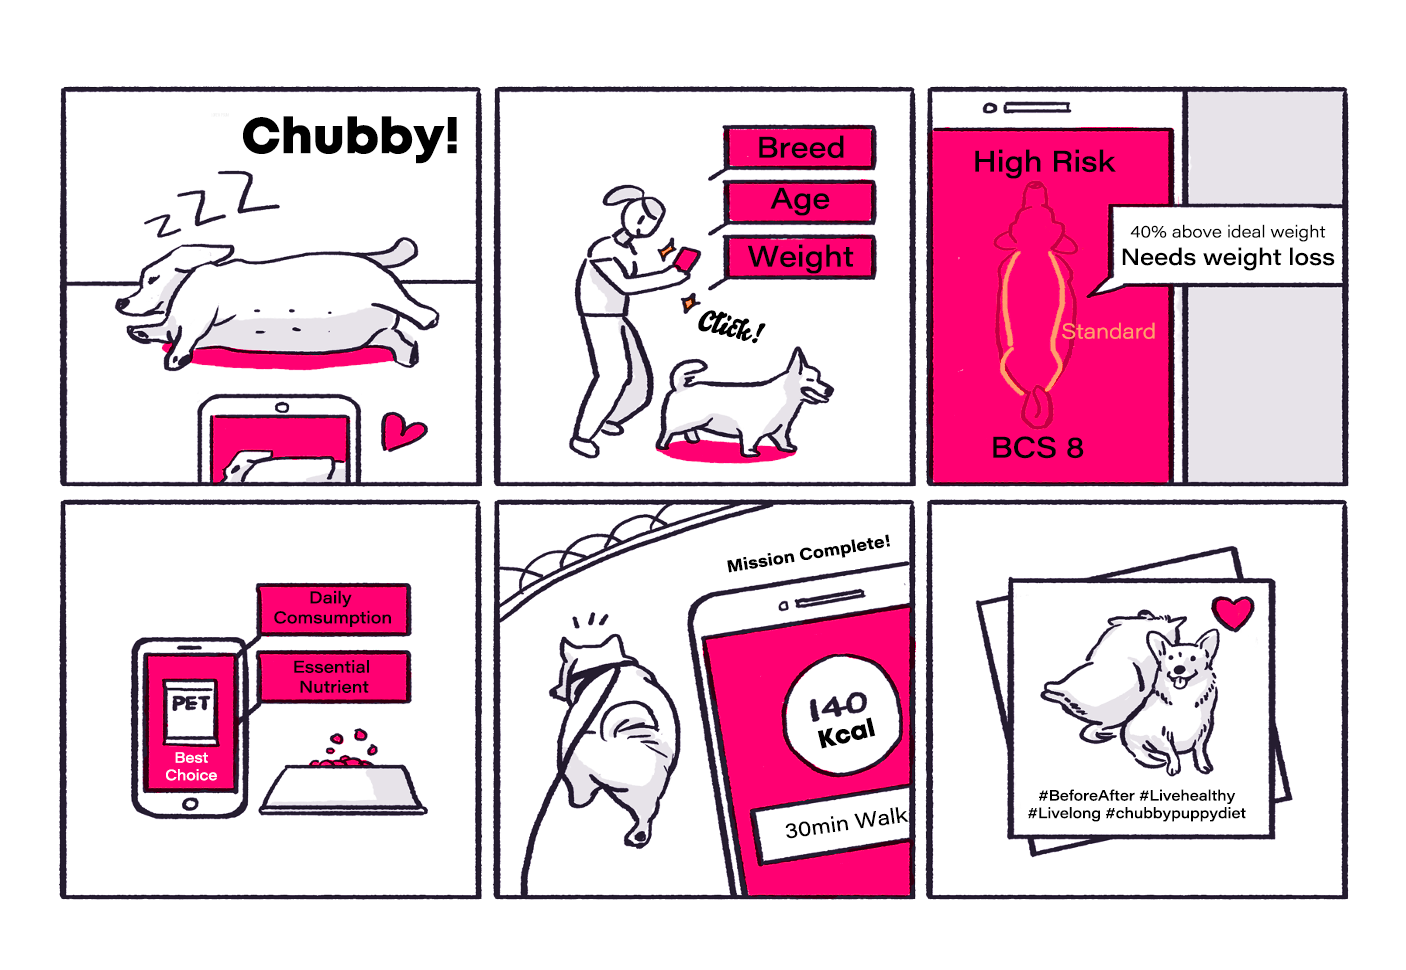 Chubby!
zzz
Breed
Age
Weight
Click!
High Risk
40% above ideal weight
Needs weight loss
Standard
BCS 8
Daily
Comsumption
Essential
Nutrient
PET
Best
Choice
Mission Complete!
140
Kcal
30min Walk
#BeforeAfter #Livehealthy
#Livelong #chubbypuppydiet